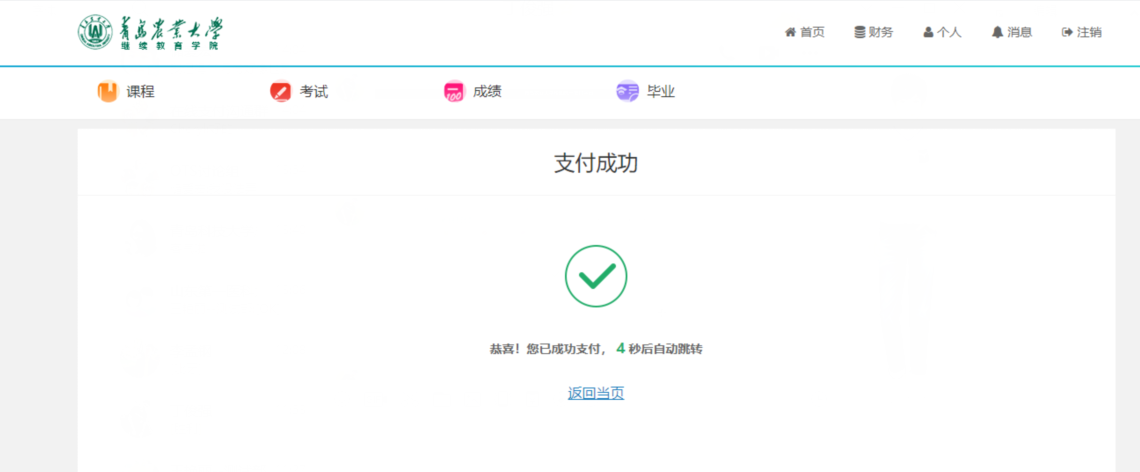 青岛农业大学
继续教育学院
首页 财务 个人 消息 注销
课程 考试 成绩 毕业
100
支付成功
恭喜！您已成功支付， 4 秒后自动跳转
返回当页